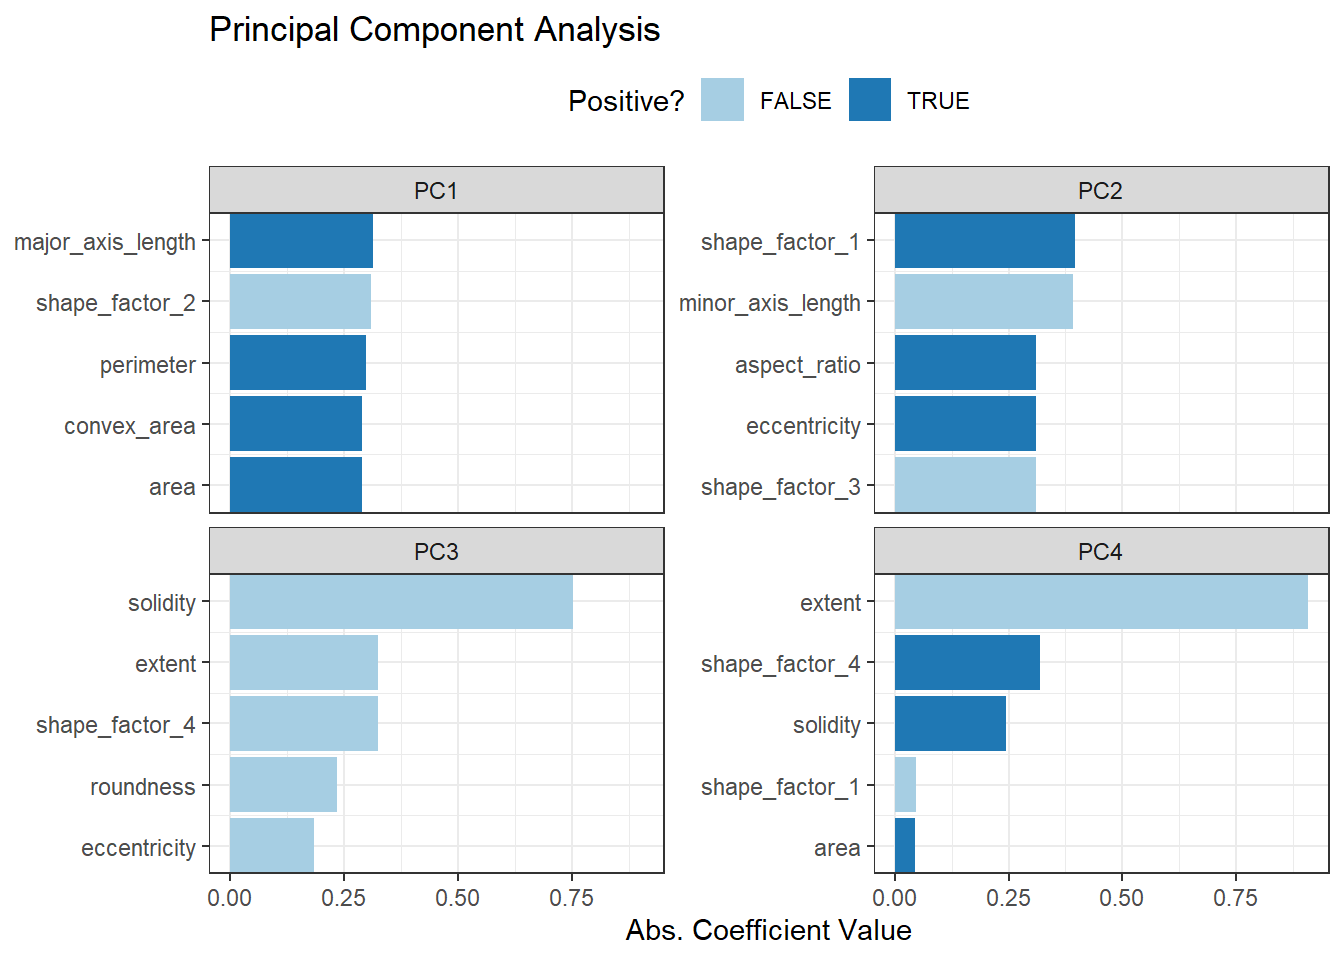 Principal Component Analysis
Positive? FALSE TRUE
PC1
major_axis_length
shape_factor_2
perimeter
convex_area
area
PC2
shape_factor_1
minor_axis_length
aspect_ratio
eccentricity
shape_factor_3
PC3
solidity
extent
shape_factor_4
roundness
eccentricity
0.00 0.25 0.50 0.75
PC4
extent
shape_factor_4
solidity
shape_factor_1
area
0.00 0.25 0.50 0.75
Abs. Coefficient Value